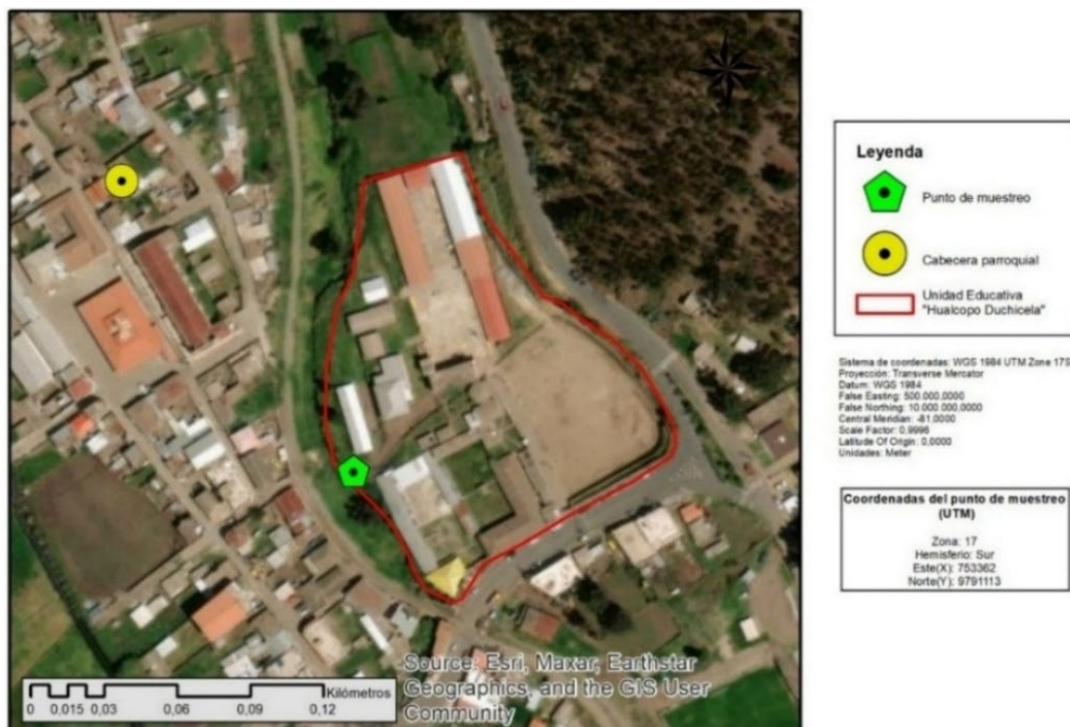 Leyenda
Punto de muestreo
Cabecera parroquial
Unidad Educativa
"Hualcopo Duchicela"
Sistema de coordenadas: WGS 1984 UTM Zone 17S
Proyección: Transverse Mercator
Datum: WGS 1984
False Easting: 500.000,0000
False Northing: 10.000.000,0000
Central Meridian: -81,0000
Scale Factor: 0,9996
Latitude Of Origin: 0,0000
Unidades: Meter
Coordenadas del punto de muestreo
(UTM)
Zona: 17
Hemisferio: Sur
Este(X): 753362
Norte(Y): 9791113
Source: Esri, Maxar, Earthstar
Geographics, and the GIS User
Community
Kilómetros
0 0,015 0,03 0,06 0,09 0,12